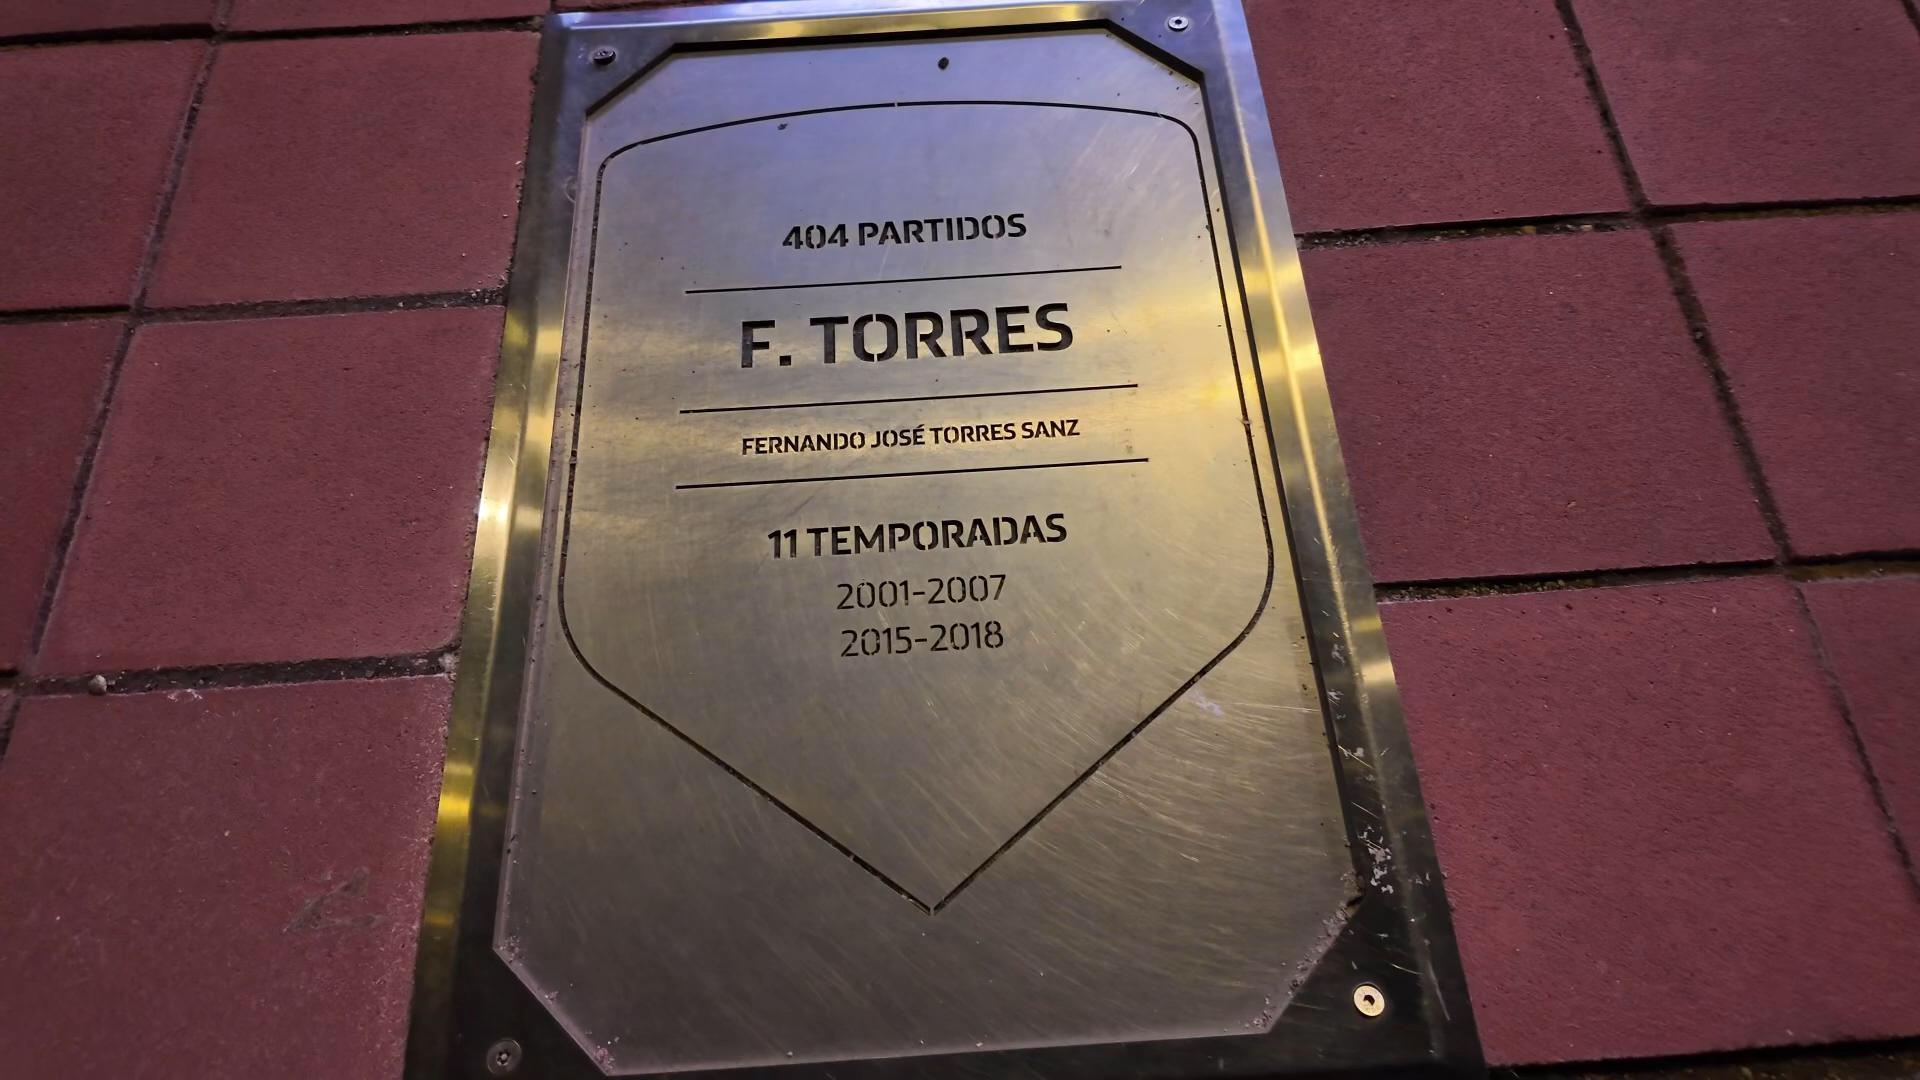 404 PARTIDOS
F. TORRES
FERNANDO JOSÉ TORRES SANZ
11 TEMPORADAS
2001-2007
2015-2018